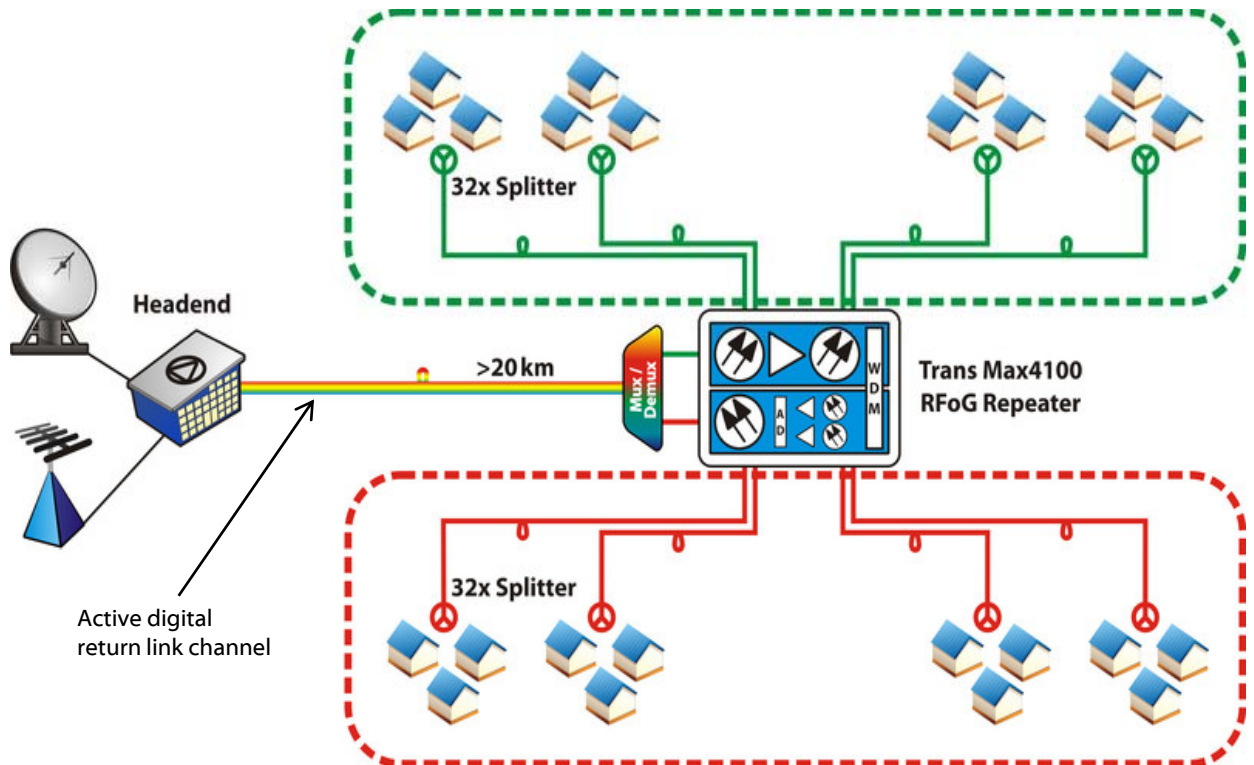 32x Splitter
Headend
>20 km
Mux /
Demux
W
D
M
A
D
Trans Max4100
RFoG Repeater
32x Splitter
Active digital
return link channel